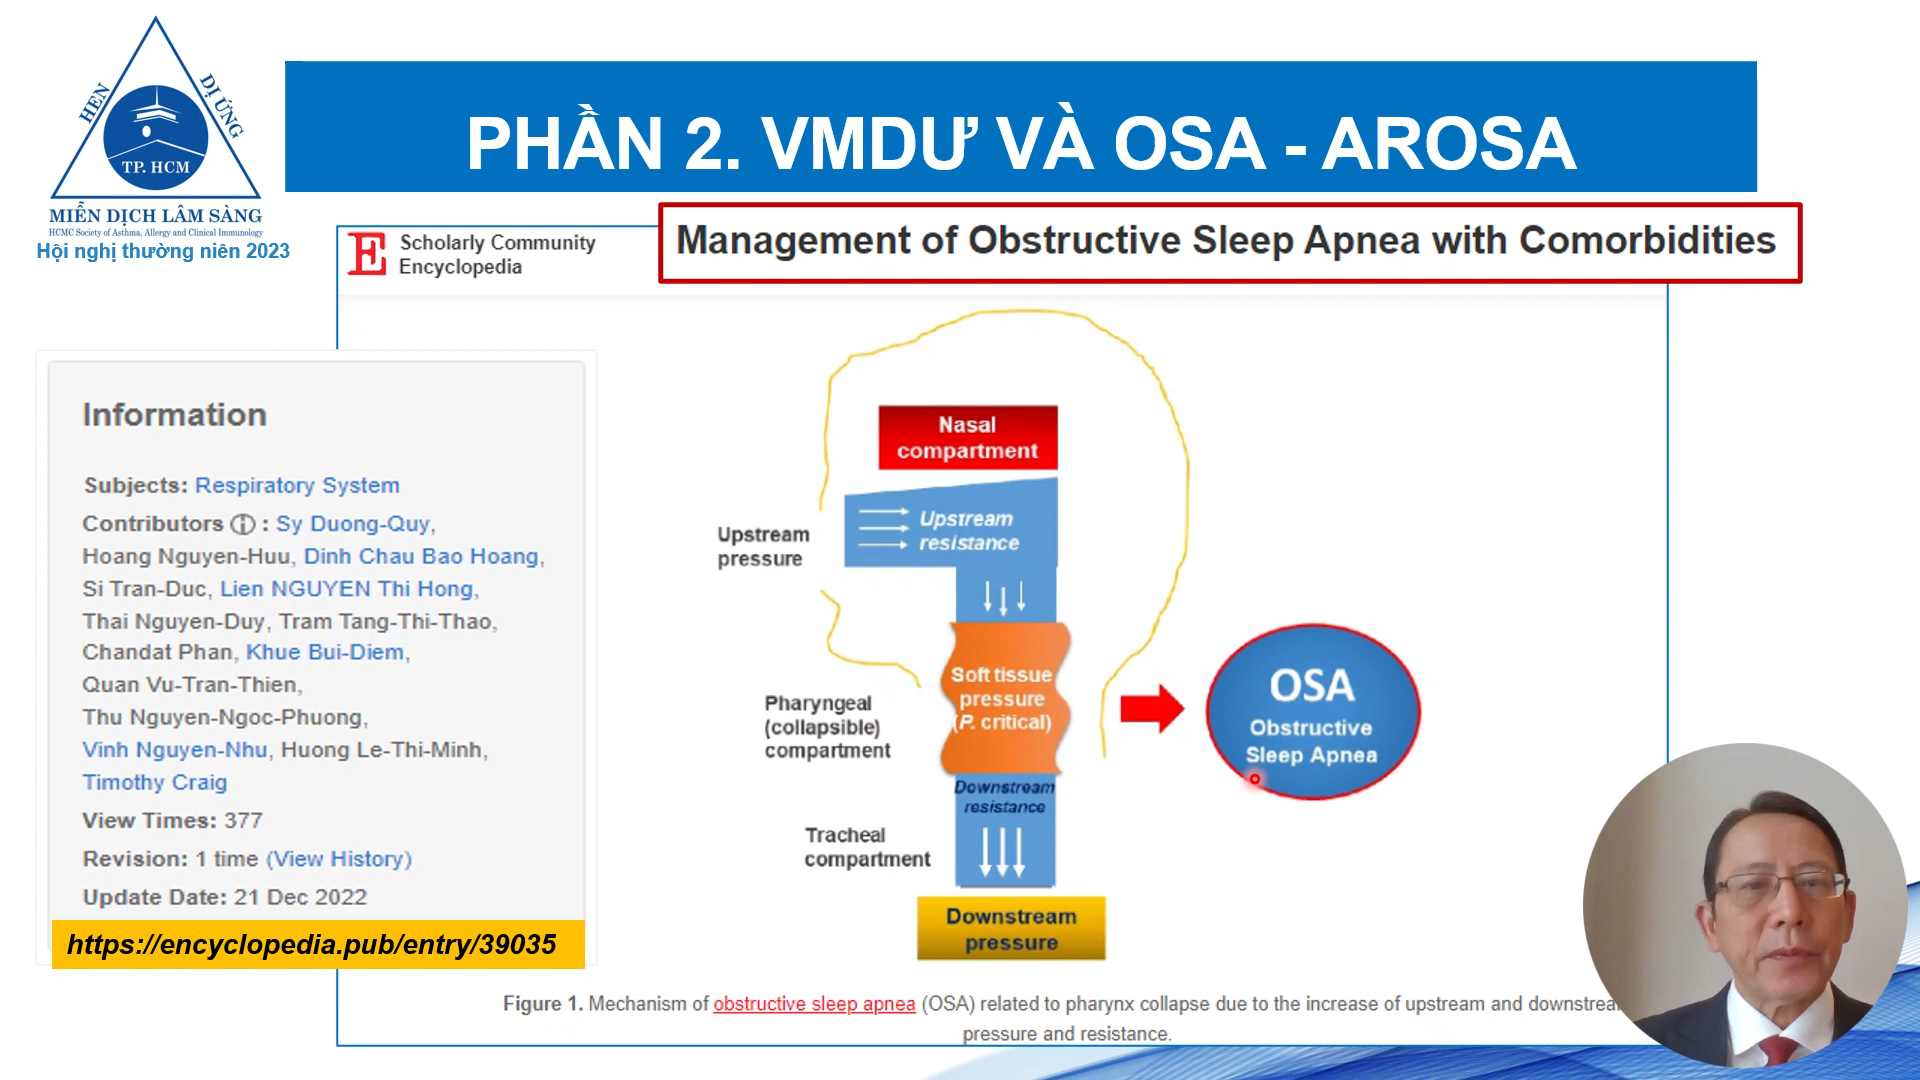 HEN
DỊ ỨNG
TP. HCM
MIỄN DỊCH LÂM SÀNG
HCMC Society of Asthma, Allergy and Clinical Immunology
Hội nghị thường niên 2023
PHẦN 2. VMDƯ VÀ OSA - AROSA
Scholarly Community
Encyclopedia
Management of Obstructive Sleep Apnea with Comorbidities
Information
Subjects: Respiratory System
Contributors ⓘ : Sy Duong-Quy,
Hoang Nguyen-Huu, Dinh Chau Bao Hoang,
Si Tran-Duc, Lien NGUYEN Thi Hong,
Thai Nguyen-Duy, Tram Tang-Thi-Thao,
Chandat Phan, Khue Bui-Diem,
Quan Vu-Tran-Thien,
Thu Nguyen-Ngoc-Phuong,
Vinh Nguyen-Nhu, Huong Le-Thi-Minh,
Timothy Craig
View Times: 377
Revision: 1 time (View History)
Update Date: 21 Dec 2022
https://encyclopedia.pub/entry/39035
Nasal
compartment
Upstream
pressure
Upstream
resistance
Soft tissue
pressure
(P. critical)
Pharyngeal
(collapsible)
compartment
Downstream
resistance
Tracheal
compartment
Downstream
pressure
OSA
Obstructive
Sleep Apnea
Figure 1. Mechanism of obstructive sleep apnea (OSA) related to pharynx collapse due to the increase of upstream and
pressure and resistance.